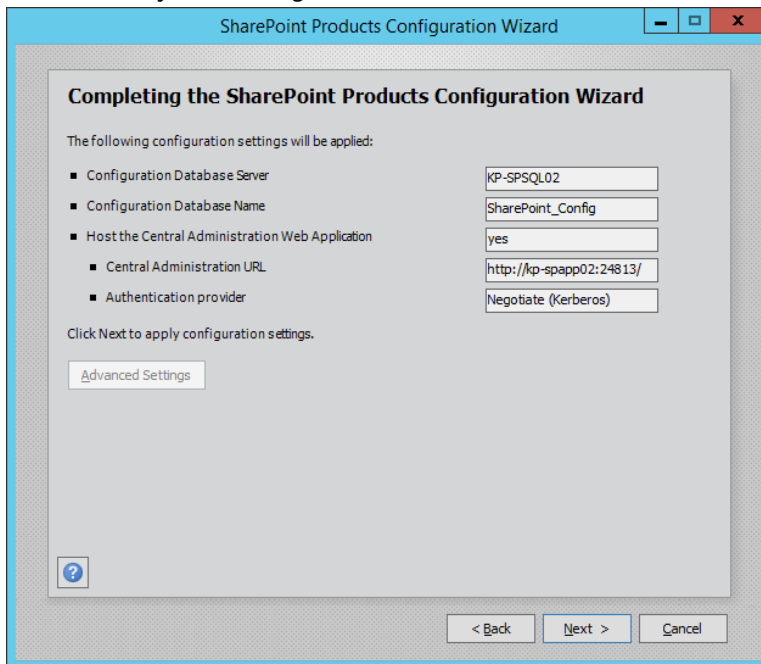 SharePoint Products Configuration Wizard
Completing the SharePoint Products Configuration Wizard
The following configuration settings will be applied:
Configuration Database Server KP-SPSQL02
Configuration Database Name SharePoint_Config
Host the Central Administration Web Application yes
Central Administration URL http://kp-spapp02:24813/
Authentication provider Negotiate (Kerberos)
Click Next to apply configuration settings.
Advanced Settings
?
< Back Next > Cancel